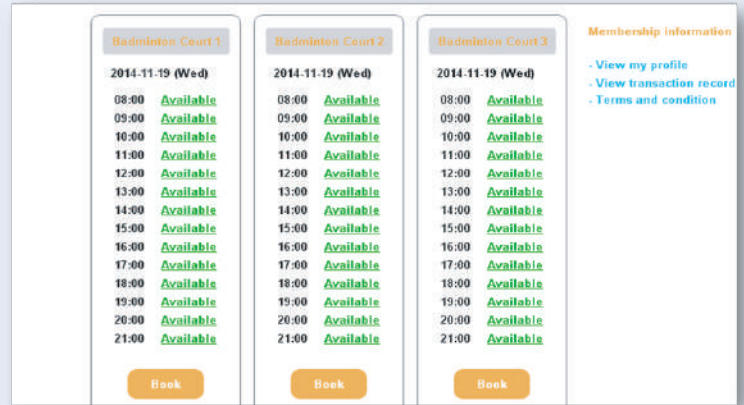 Badminton Court 1
2014-11-19 (Wed)
08:00 Available
09:00 Available
10:00 Available
11:00 Available
12:00 Available
13:00 Available
14:00 Available
15:00 Available
16:00 Available
17:00 Available
18:00 Available
19:00 Available
20:00 Available
21:00 Available
Book
Badminton Court 2
2014-11-19 (Wed)
08:00 Available
09:00 Available
10:00 Available
11:00 Available
12:00 Available
13:00 Available
14:00 Available
15:00 Available
16:00 Available
17:00 Available
18:00 Available
19:00 Available
20:00 Available
21:00 Available
Book
Badminton Court 3
2014-11-19 (Wed)
08:00 Available
09:00 Available
10:00 Available
11:00 Available
12:00 Available
13:00 Available
14:00 Available
15:00 Available
16:00 Available
17:00 Available
18:00 Available
19:00 Available
20:00 Available
21:00 Available
Book
Membership information
- View my profile
- View transaction record
- Terms and condition